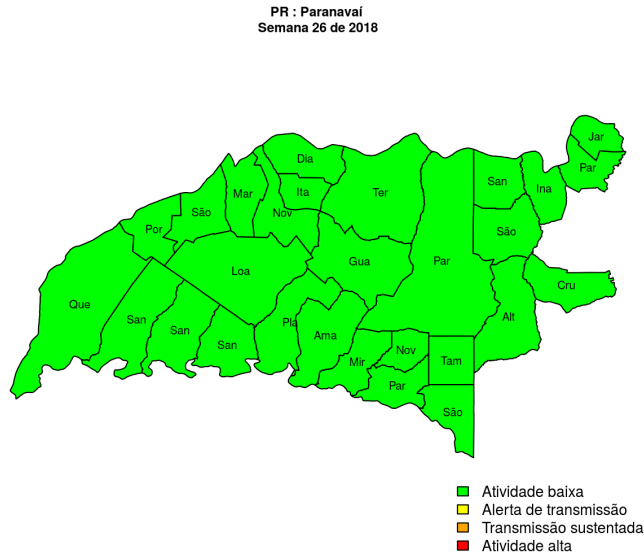 PR : Paranavaí
Semana 26 de 2018
Jar
Par
Dia
Ita
Ter
San
Ina
Mar
São
Nov
Por
São
Loa
Gua
Par
Cru
Que
San
San
San
Pla
Ama
Alt
Mir
Nov
Tam
Par
São
Atividade baixa
Alerta de transmissão
Transmissão sustentada
Atividade alta